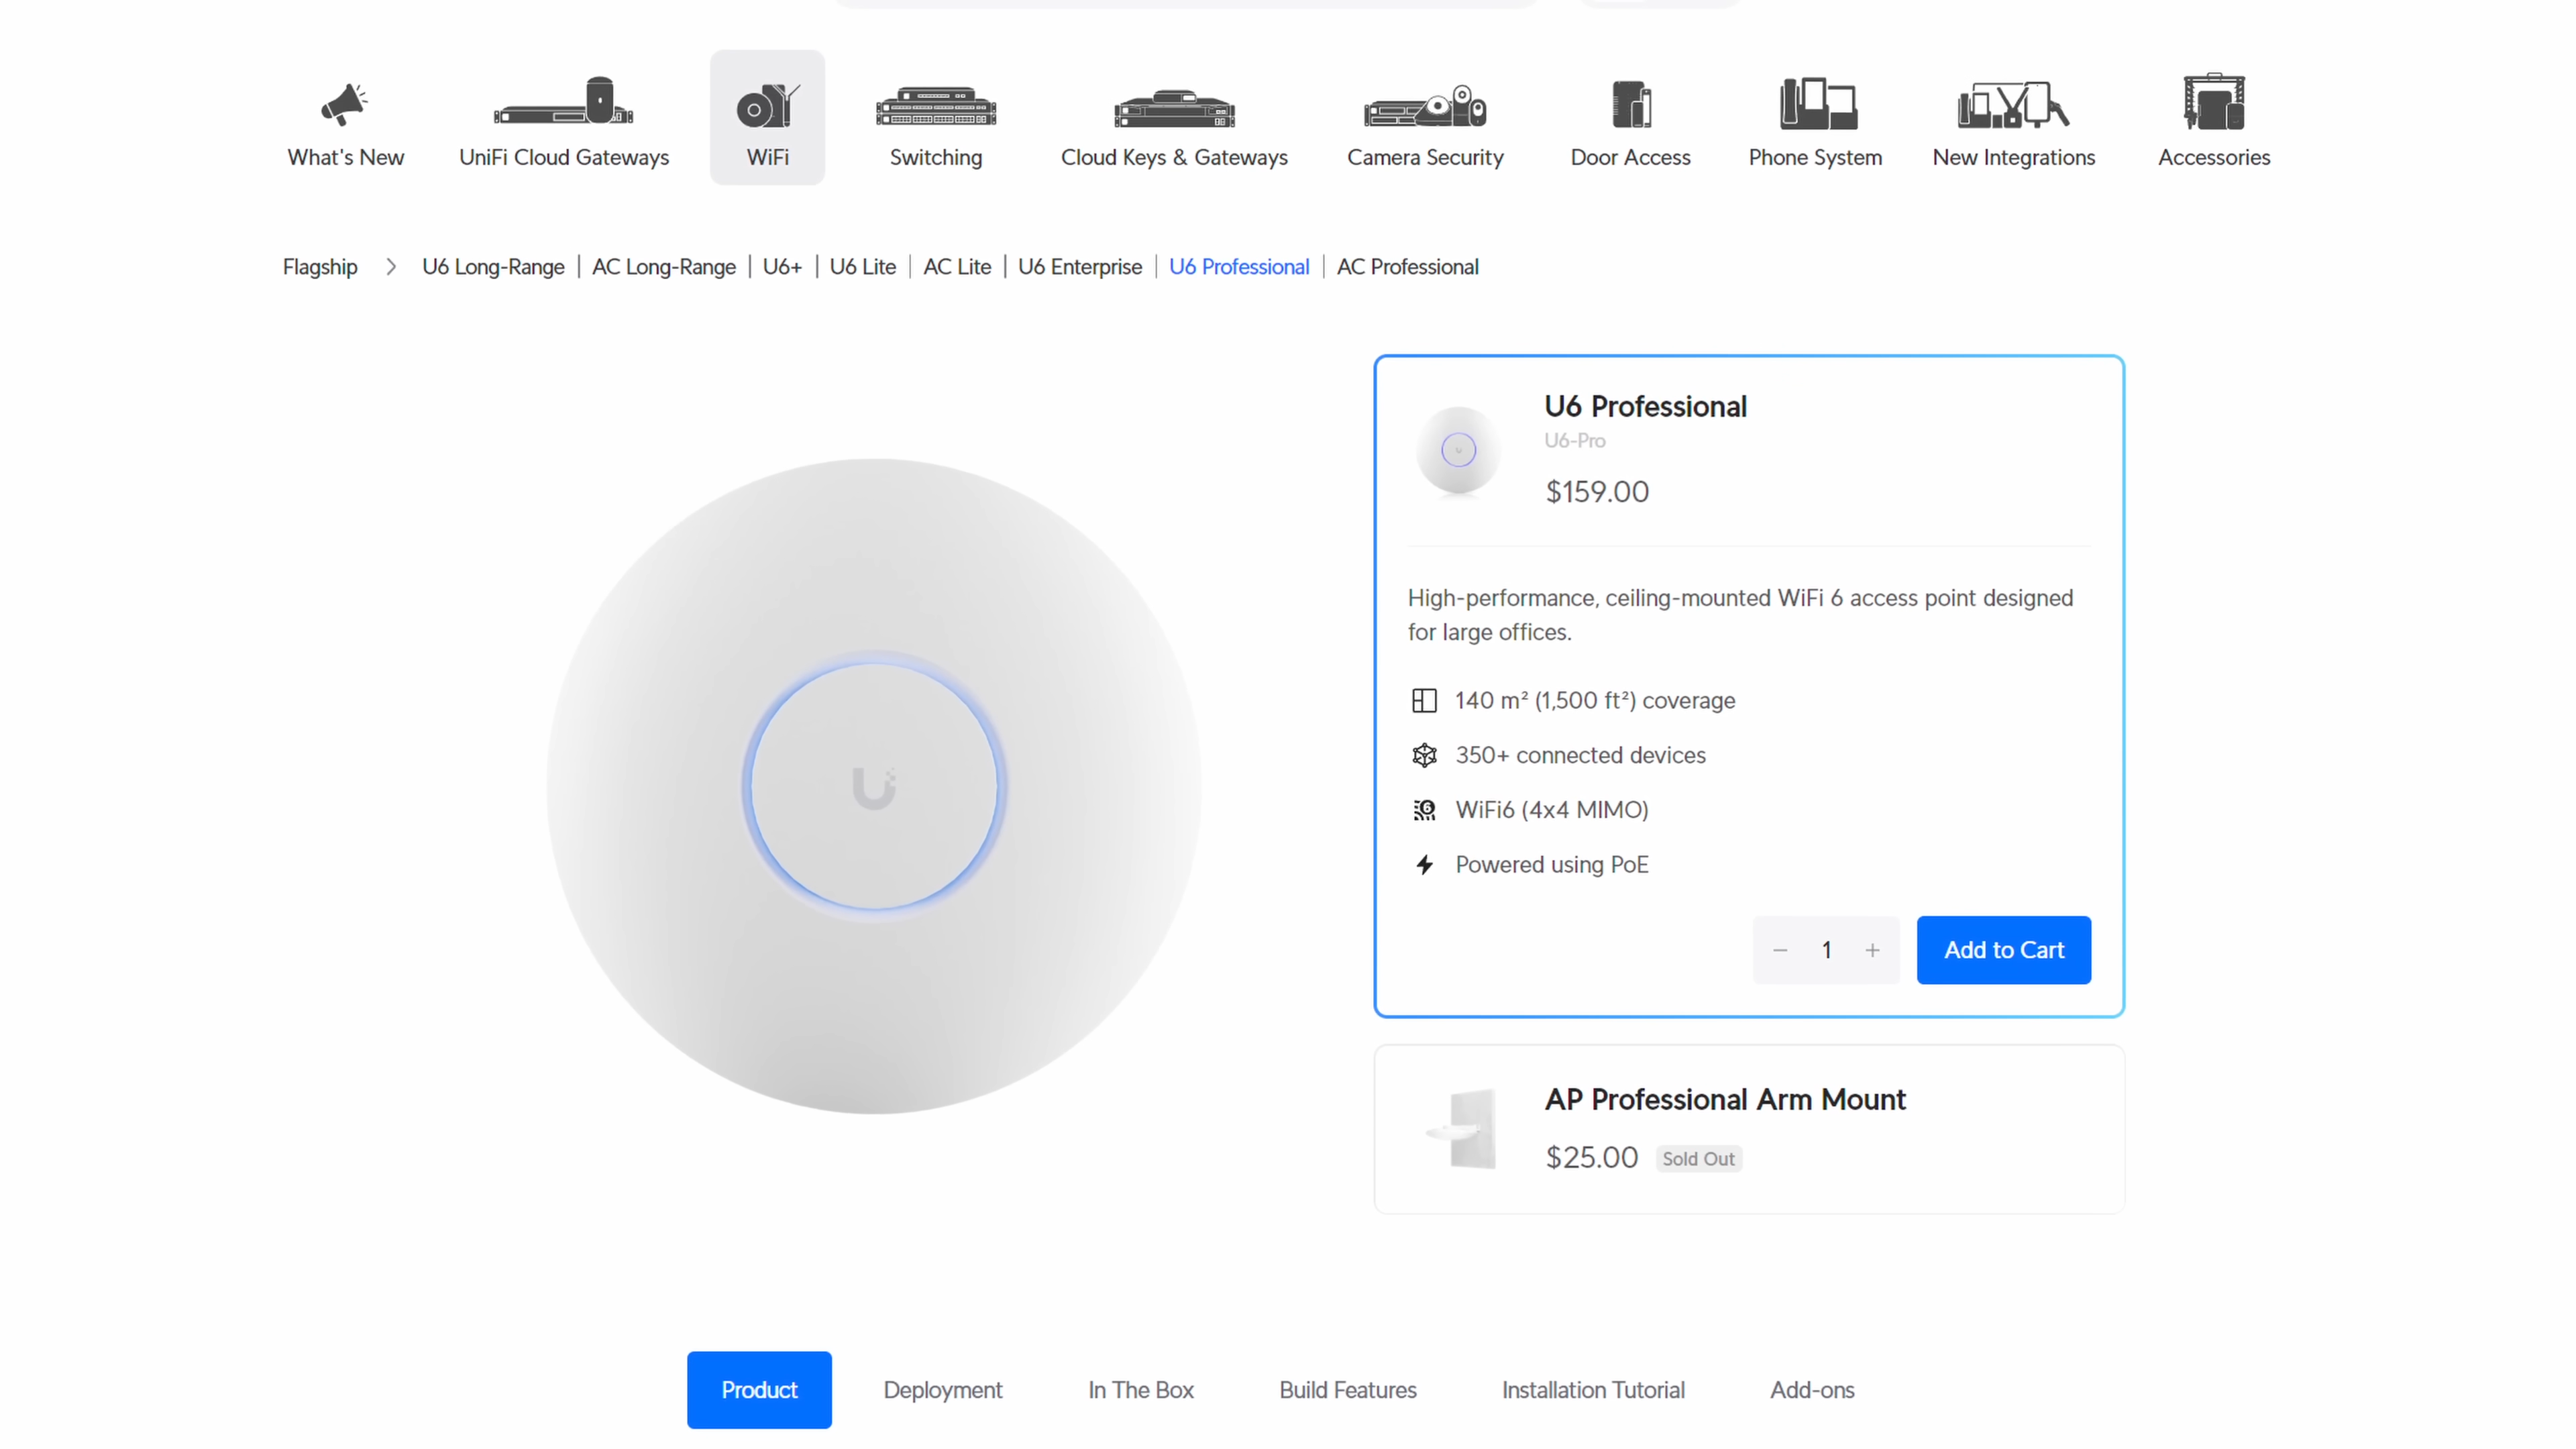 What's New
UniFi Cloud Gateways
WiFi
Switching
Cloud Keys & Gateways
Camera Security
Door Access
Phone System
New Integrations
Accessories
Flagship > U6 Long-Range | AC Long-Range | U6+ | U6 Lite | AC Lite | U6 Enterprise | U6 Professional | AC Professional
U6 Professional
U6-Pro
$159.00
High-performance, ceiling-mounted WiFi 6 access point designed
for large offices.
140 m² (1,500 ft²) coverage
350+ connected devices
WiFi6 (4x4 MIMO)
Powered using PoE
− 1 + Add to Cart
AP Professional Arm Mount
$25.00 Sold Out
Product
Deployment
In The Box
Build Features
Installation Tutorial
Add-ons